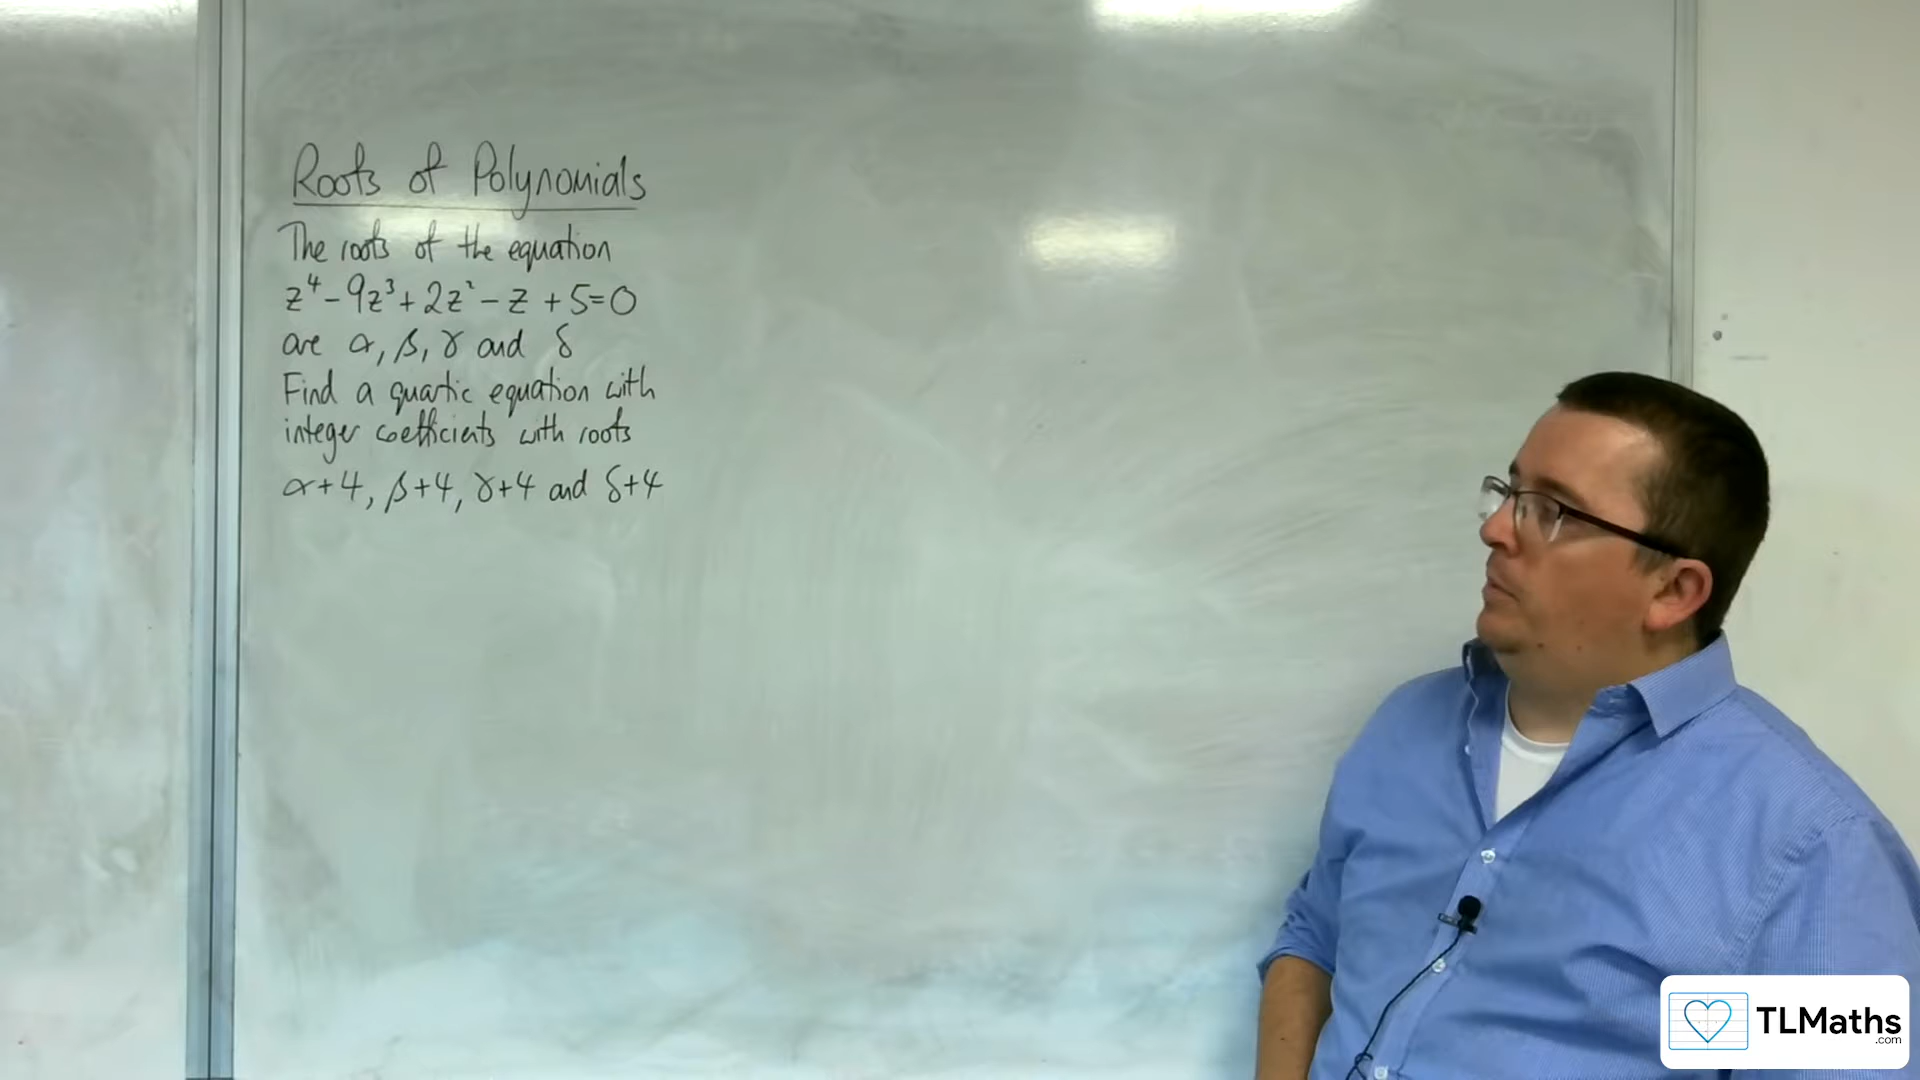 Roots of Polynomials
The roots of the equation
z⁴ - 9z³ + 2z² - z + 5 = 0
are α, β, γ and δ
Find a quartic equation with
integer coefficients with roots
α+4, β+4, γ+4 and δ+4
TLMaths
.com